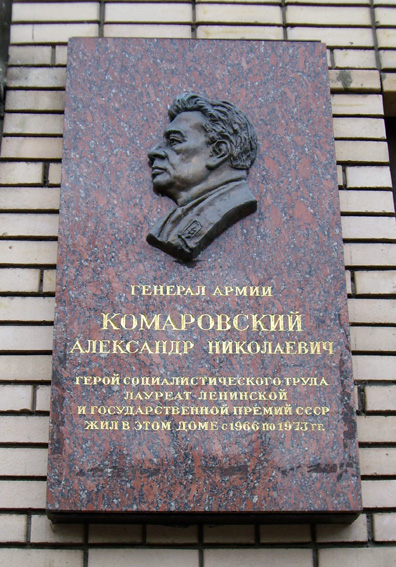 ГЕНЕРАЛ АРМИИ
КОМАРОВСКИЙ
АЛЕКСАНДР НИКОЛАЕВИЧ
ГЕРОЙ СОЦИАЛИСТИЧЕСКОГО ТРУДА
ЛАУРЕАТ ЛЕНИНСКОЙ
И ГОСУДАРСТВЕННОЙ ПРЕМИЙ СССР
ЖИЛ В ЭТОМ ДОМЕ С 1966 ПО 1973 ГГ.